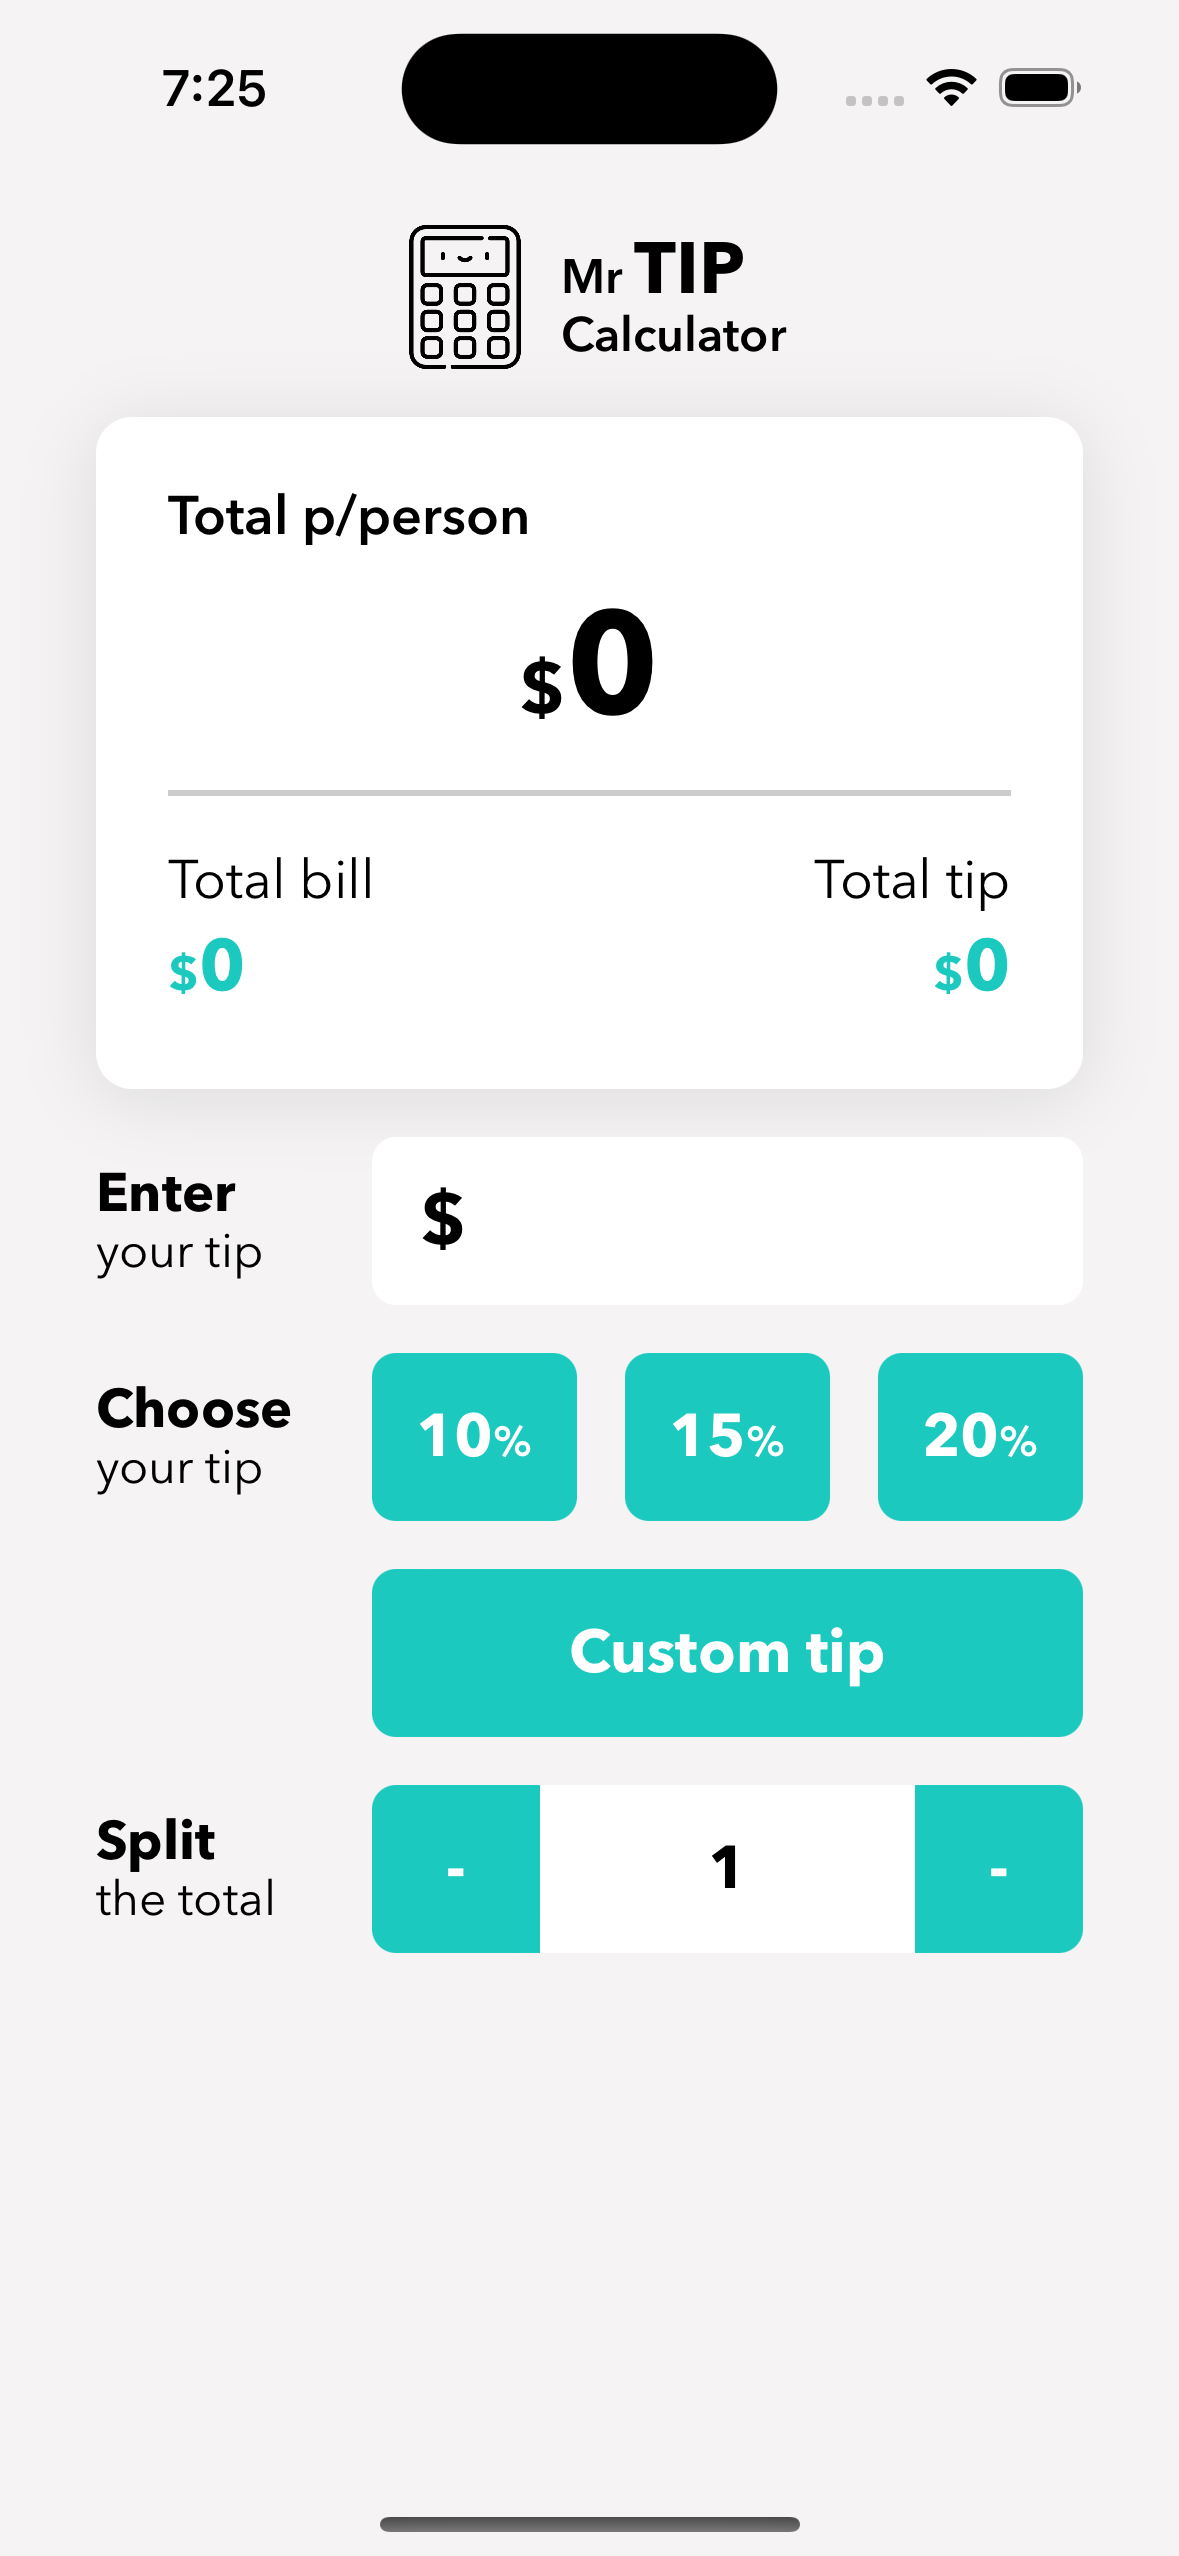 7:25
Mr TIP
Calculator
Total p/person
$0
Total bill
Total tip
$0
$0
Enter
your tip
$
Choose
your tip
10%
15%
20%
Custom tip
Split
the total
-
1
-